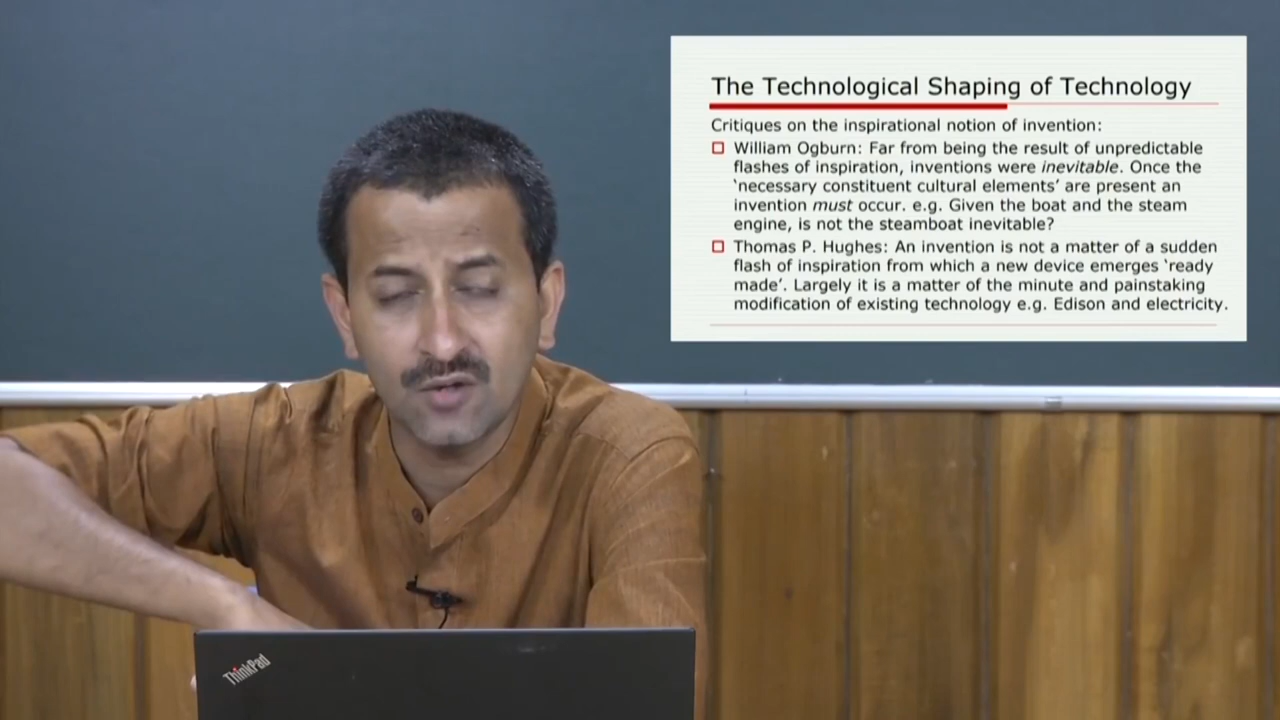 The Technological Shaping of Technology
Critiques on the inspirational notion of invention:
William Ogburn: Far from being the result of unpredictable
flashes of inspiration, inventions were inevitable. Once the
‘necessary constituent cultural elements’ are present an
invention must occur. e.g. Given the boat and the steam
engine, is not the steamboat inevitable?
Thomas P. Hughes: An invention is not a matter of a sudden
flash of inspiration from which a new device emerges ‘ready
made’. Largely it is a matter of the minute and painstaking
modification of existing technology e.g. Edison and electricity.
ThinkPad